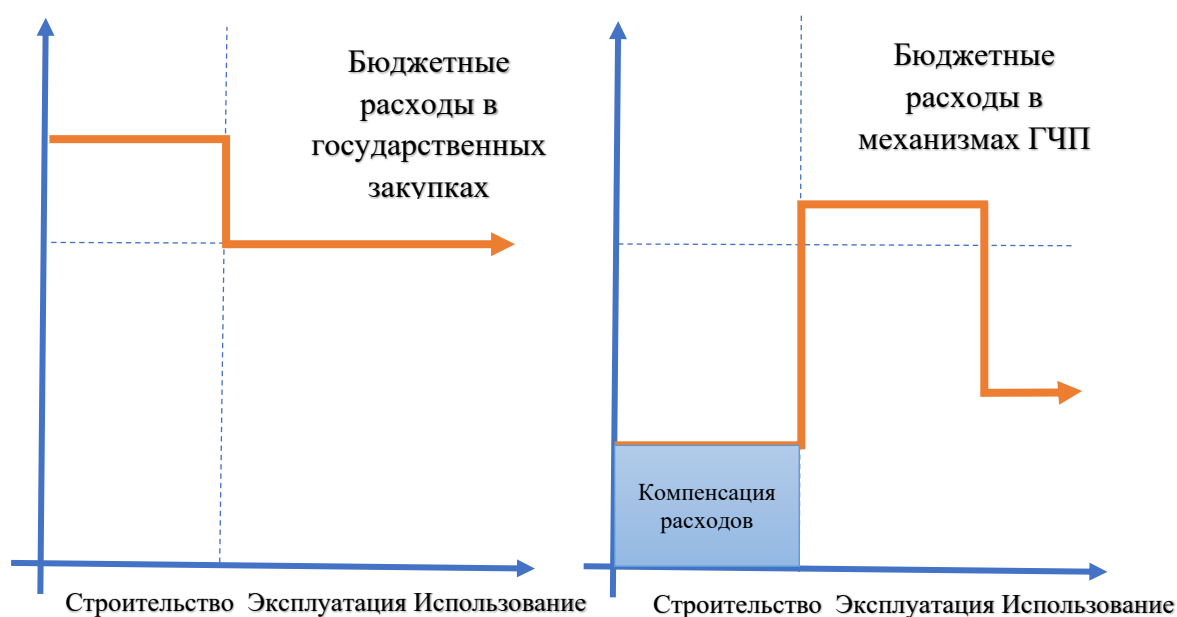 Бюджетные
расходы в
государственных
закупках
Строительство Эксплуатация Использование
Бюджетные
расходы в
механизмах ГЧП
Компенсация
расходов
Строительство Эксплуатация Использование